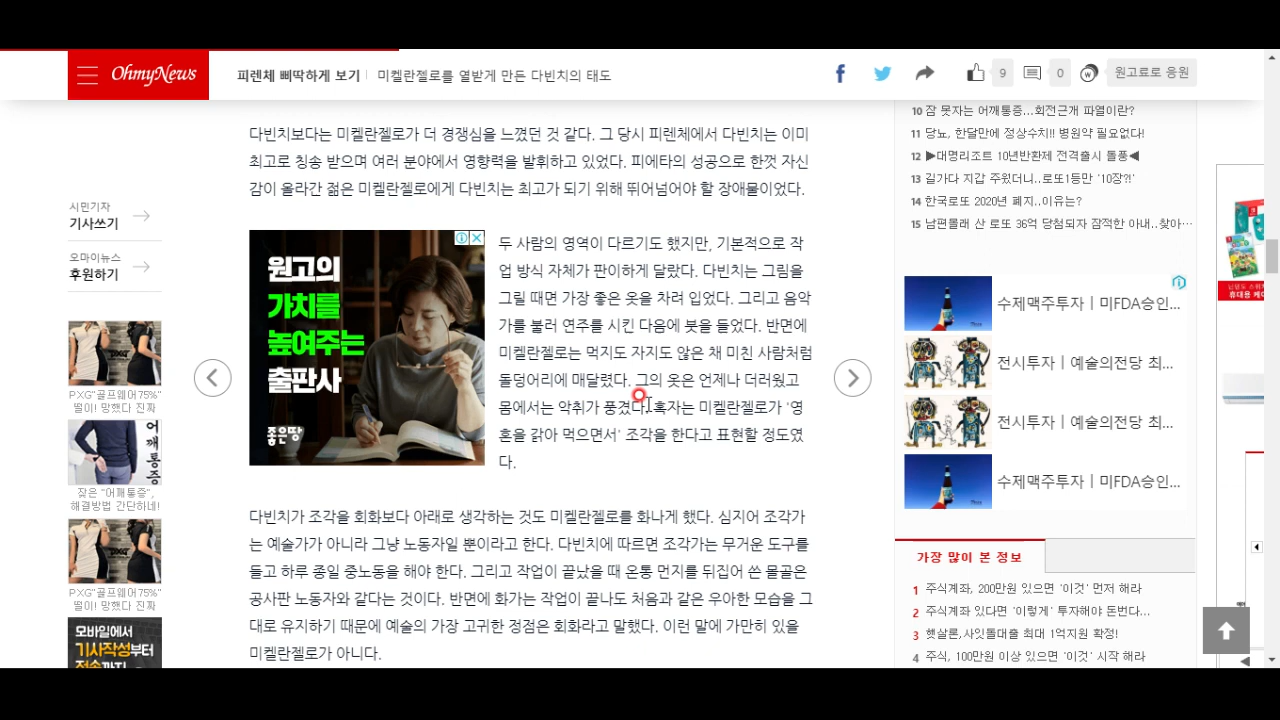 OhmyNews
피렌체 삐딱하게 보기
미켈란젤로를 열받게 만든 다빈치의 태도
9
0
원고료로 응원
시민기자
기사쓰기
오마이뉴스
후원하기
PXG"골프웨어75%"
떨이! 망했다 진짜
어깨통증
잦은 "어깨통증",
해결방법 간단하네!
PXG"골프웨어75%"
떨이! 망했다 진짜
모바일에서
기사작성부터
다빈치보다는 미켈란젤로가 더 경쟁심을 느꼈던 것 같다. 그 당시 피렌체에서 다빈치는 이미
최고로 칭송 받으며 여러 분야에서 영향력을 발휘하고 있었다. 피에타의 성공으로 한껏 자신
감이 올라간 젊은 미켈란젤로에게 다빈치는 최고가 되기 위해 뛰어넘어야 할 장애물이었다.
원고의
가치를
높여주는
출판사
좋은땅
두 사람의 영역이 다르기도 했지만, 기본적으로 작
업 방식 자체가 판이하게 달랐다. 다빈치는 그림을
그릴 때면 가장 좋은 옷을 차려 입었다. 그리고 음악
가를 불러 연주를 시킨 다음에 붓을 들었다. 반면에
미켈란젤로는 먹지도 자지도 않은 채 미친 사람처럼
돌덩어리에 매달렸다. 그의 옷은 언제나 더러웠고
몸에서는 악취가 풍겼다. 혹자는 미켈란젤로가 '영
혼을 갉아 먹으면서' 조각을 한다고 표현할 정도였
다.
다빈치가 조각을 회화보다 아래로 생각하는 것도 미켈란젤로를 화나게 했다. 심지어 조각가
는 예술가가 아니라 그냥 노동자일 뿐이라고 한다. 다빈치에 따르면 조각가는 무거운 도구를
들고 하루 종일 중노동을 해야 한다. 그리고 작업이 끝났을 때 온통 먼지를 뒤집어 쓴 몰골은
공사판 노동자와 같다는 것이다. 반면에 화가는 작업이 끝나도 처음과 같은 우아한 모습을 그
대로 유지하기 때문에 예술의 가장 고귀한 정점은 회화라고 말했다. 이런 말에 가만히 있을
미켈란젤로가 아니다.
10 잠 못자는 어깨통증...회전근개 파열이란?
11 당뇨, 한달만에 정상수치!! 병원약 필요없다!
12 ▶대명리조트 10년반환제 전격출시 돌풍◀
13 길가다 지갑 주웠더니..로또1등만 '10장?!'
14 한국로또 2020년 폐지..이유는?
15 남편몰래 산 로또 36억 당첨되자 잠적한 아내..찾아…
수제맥주투자ㅣ미FDA승인...
전시투자ㅣ예술의전당 최...
전시투자ㅣ예술의전당 최...
수제맥주투자ㅣ미FDA승인...
가장 많이 본 정보
1 주식계좌, 200만원 있으면 '이것' 먼저 해라
2 주식계좌 있다면 '이렇게' 투자해야 돈번다...
3 햇살론,사잇돌대출 최대 1억지원 확정!
4 주식, 100만원 이상 있으면 '이것' 시작 해라